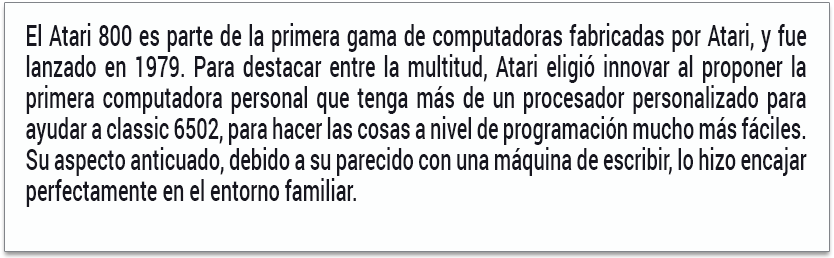 El Atari 800 es parte de la primera gama de computadoras fabricadas por Atari, y fue
lanzado en 1979. Para destacar entre la multitud, Atari eligió innovar al proponer la
primera computadora personal que tenga más de un procesador personalizado para
ayudar a classic 6502, para hacer las cosas a nivel de programación mucho más fáciles.
Su aspecto anticuado, debido a su parecido con una máquina de escribir, lo hizo encajar
perfectamente en el entorno familiar.